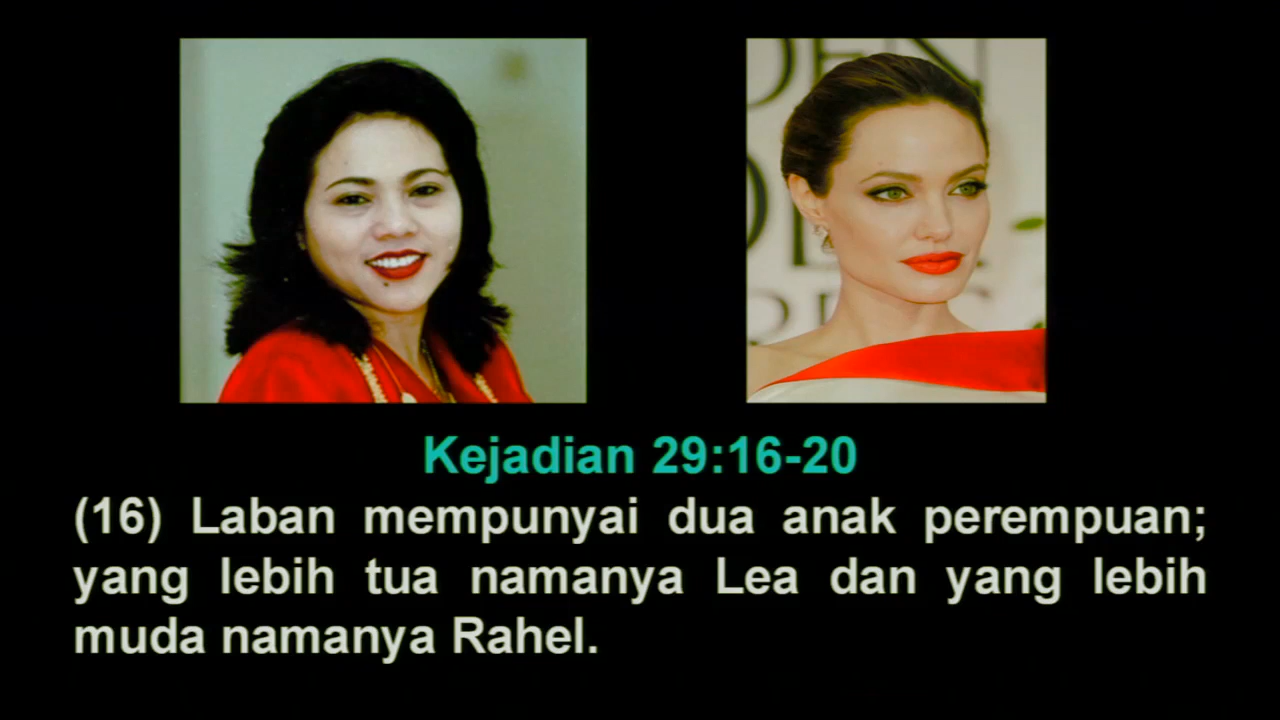 DEN
Kejadian 29:16-20
(16) Laban mempunyai dua anak perempuan;
yang lebih tua namanya Lea dan yang lebih
muda namanya Rahel.